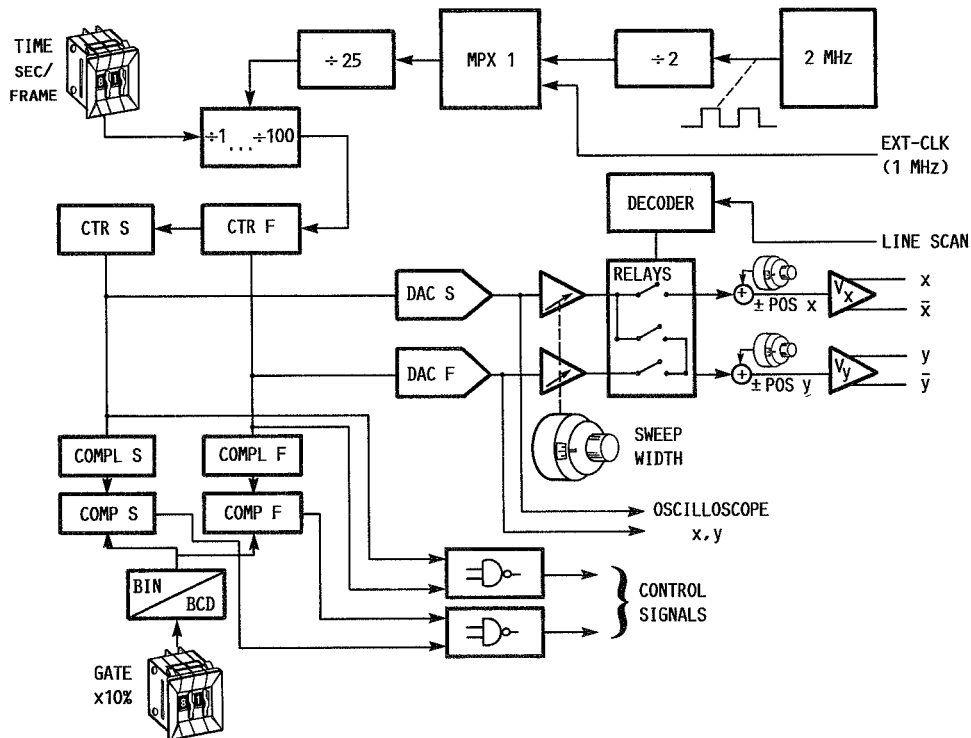 TIME
SEC/
FRAME
÷25
MPX 1
÷2
2 MHz
÷1 ... ÷100
EXT-CLK
(1 MHz)
DECODER
LINE SCAN
CTR S
CTR F
RELAYS
DAC S
± POS x
Vx
x
x̄
DAC F
± POS y
Vy
y
ȳ
SWEEP
WIDTH
COMPL S
COMPL F
COMP S
COMP F
OSCILLOSCOPE
x,y
BIN
BCD
CONTROL
SIGNALS
GATE
x10%